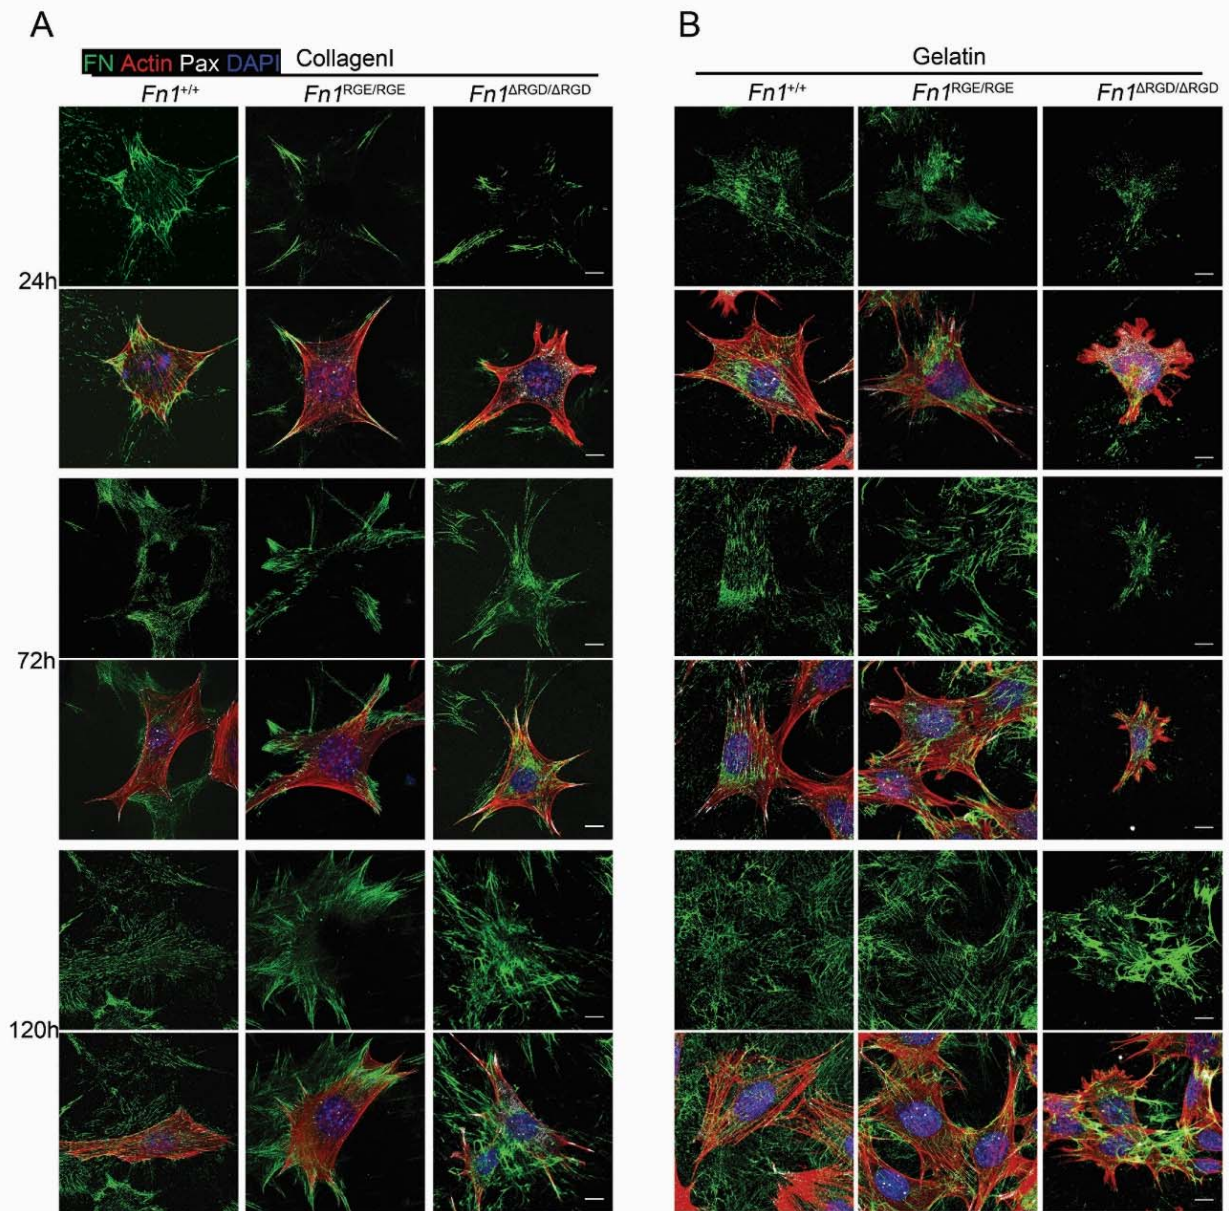 A
B
FN Actin Pax DAPI CollagenI
Gelatin
Fn1+/+ Fn1RGE/RGE Fn1ΔRGD/ΔRGD
Fn1+/+ Fn1RGE/RGE Fn1ΔRGD/ΔRGD
24h
72h
120h